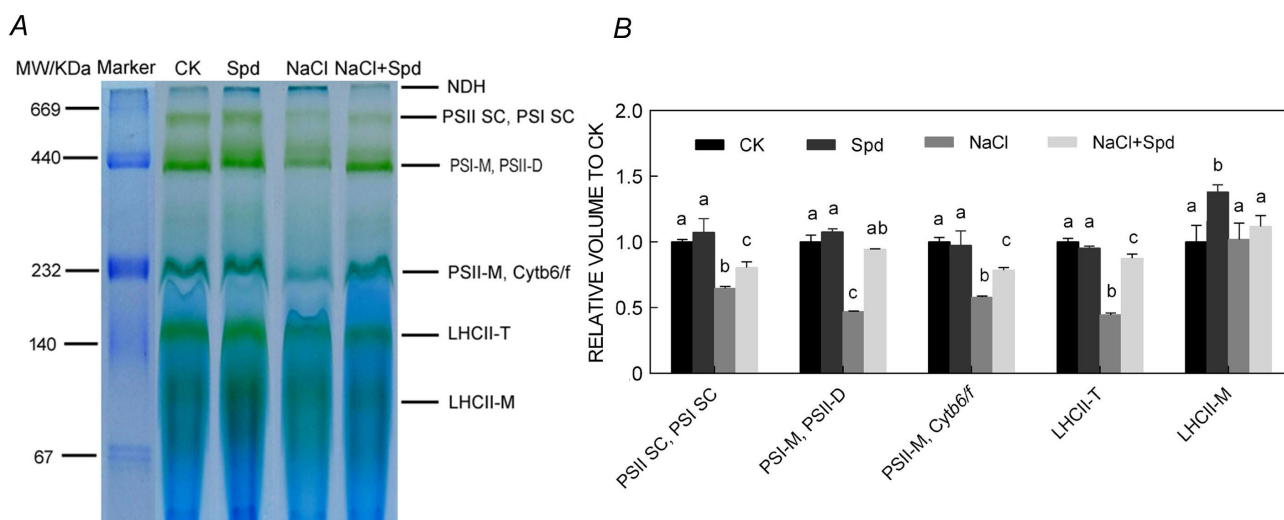 A
MW/KDa Marker CK Spd NaCl NaCl+Spd
669
440
232
140
67
NDH
PSII SC, PSI SC
PSI-M, PSII-D
PSII-M, Cytb6/f
LHCII-T
LHCII-M
B
RELATIVE VOLUME TO CK
2.0
1.5
1.0
0.5
.0
CK Spd NaCl NaCl+Spd
a a b c
a a c ab
a a b c
a a b c
a b a a
PSII SC, PSI SC
PSI-M, PSII-D
PSII-M, Cytb6/f
LHCII-T
LHCII-M